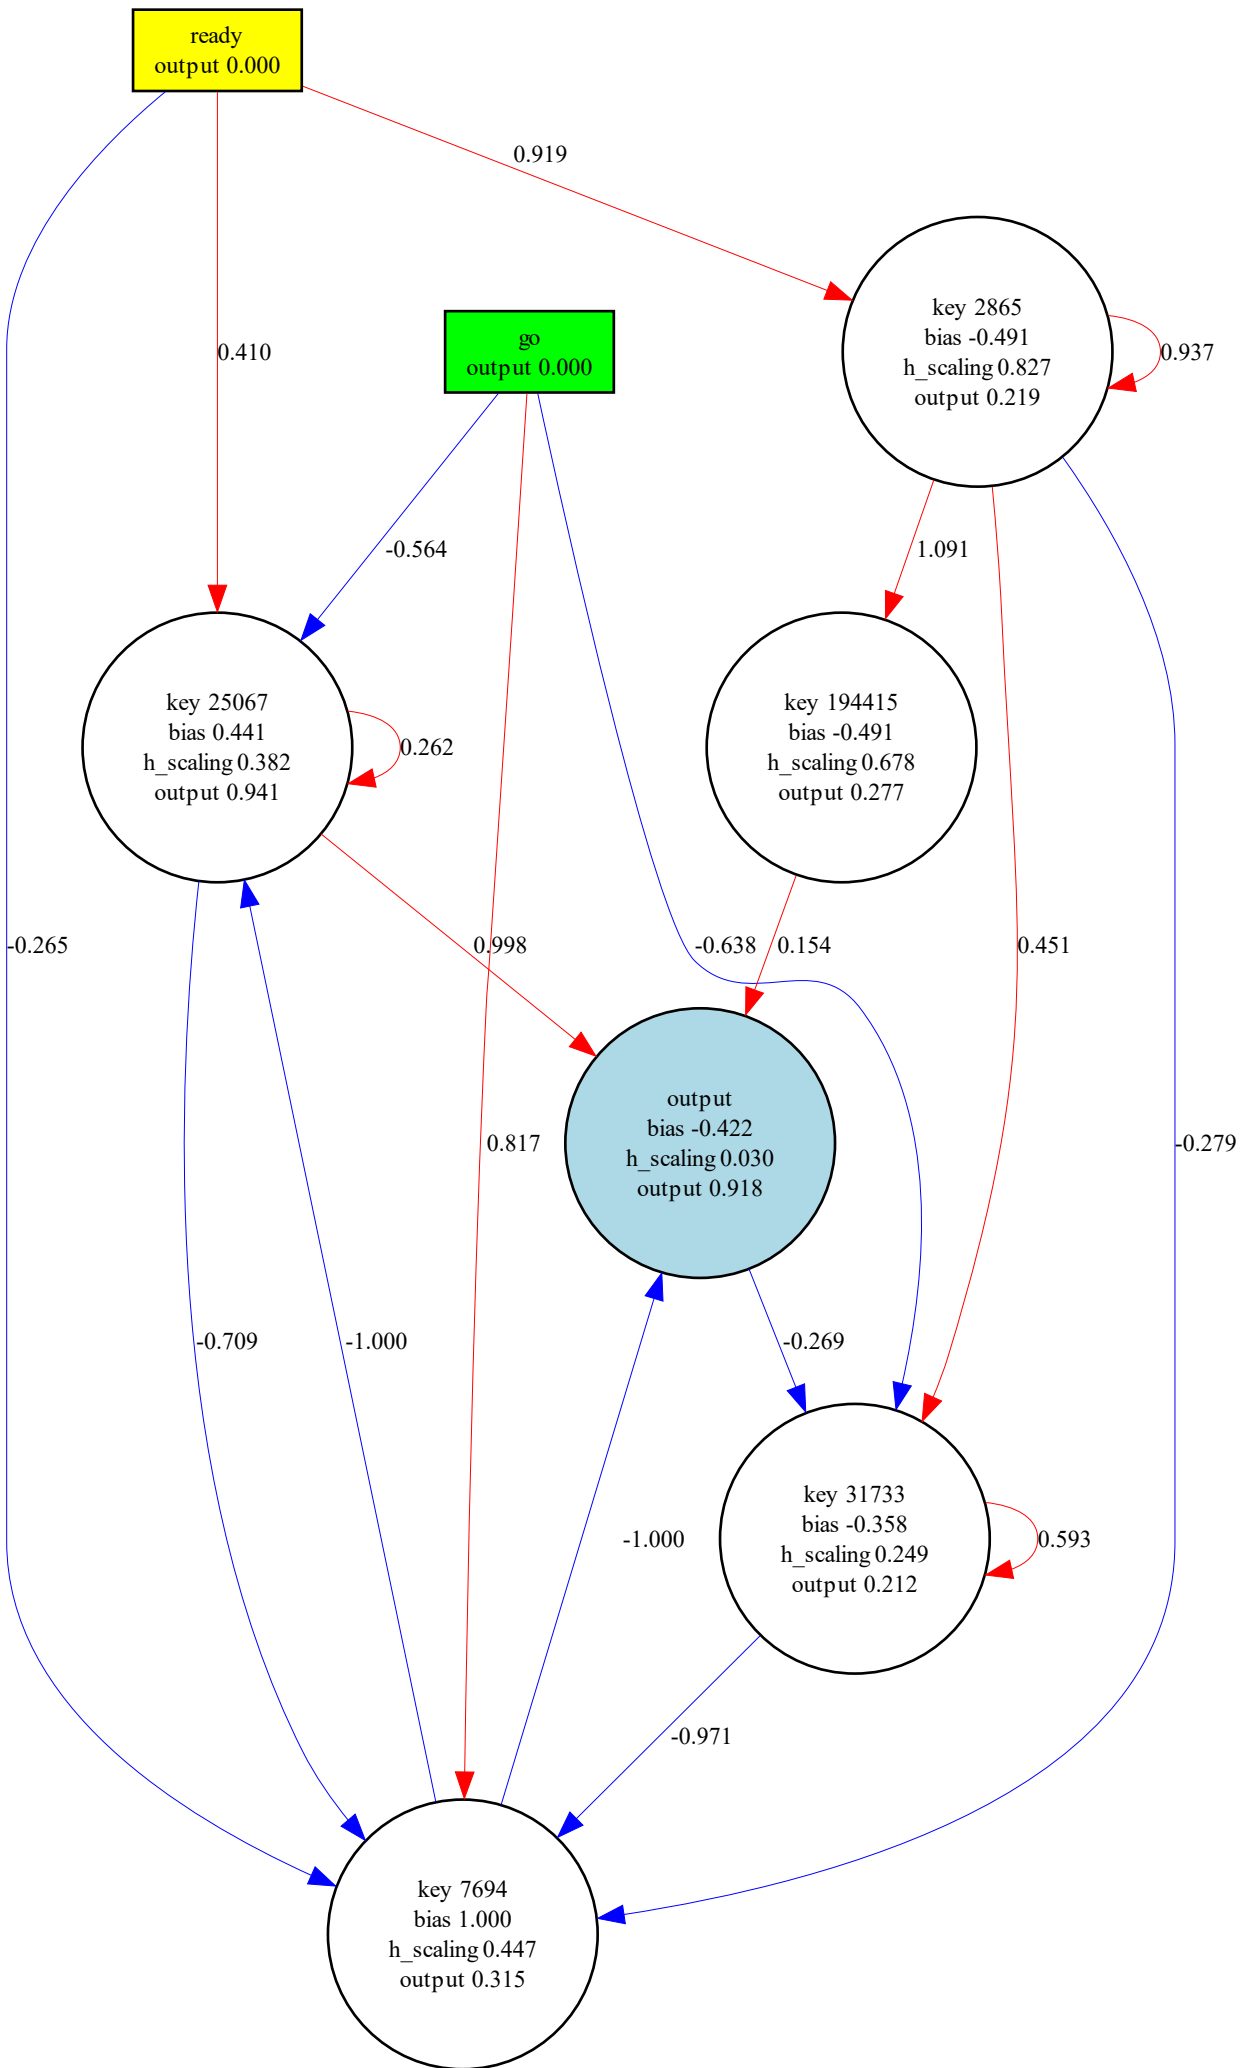 ready
output 0.000
0.919
key 2865
bias -0.491
h_scaling 0.827
output 0.219
0.937
go
output 0.000
0.410
-0.564
1.091
key 25067
bias 0.441
h_scaling 0.382
output 0.941
0.262
key 194415
bias -0.491
h_scaling 0.678
output 0.277
-0.265
0.998
-0.638
0.154
0.451
output
bias -0.422
h_scaling 0.030
output 0.918
0.817
-0.279
-0.709
-1.000
-0.269
-1.000
key 31733
bias -0.358
h_scaling 0.249
output 0.212
0.593
-0.971
key 7694
bias 1.000
h_scaling 0.447
output 0.315